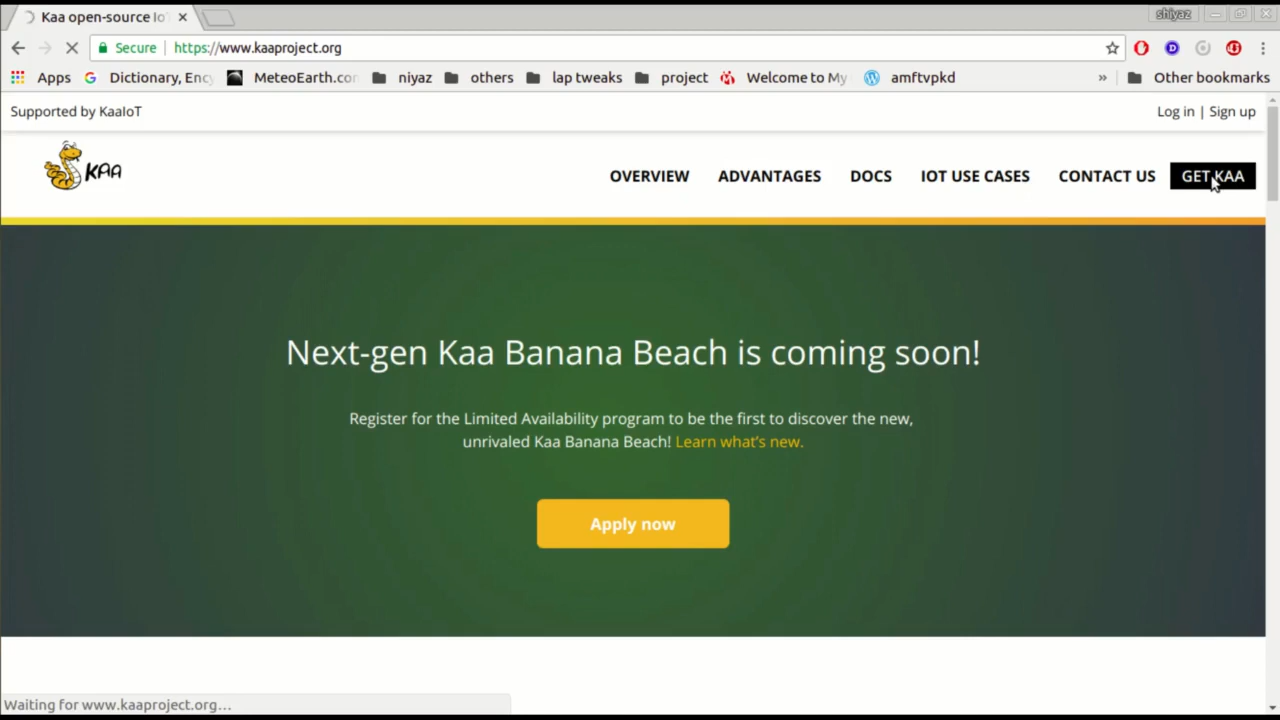 Kaa open-source Io
shiyaz
Secure
https://www.kaaproject.org
Apps
Dictionary, Ency
MeteoEarth.con
niyaz
others
lap tweaks
project
Welcome to My
amftvpkd
»
Other bookmarks
Supported by KaaIoT
Log in | Sign up
KAA
OVERVIEW
ADVANTAGES
DOCS
IOT USE CASES
CONTACT US
GET KAA
Next-gen Kaa Banana Beach is coming soon!
Register for the Limited Availability program to be the first to discover the new,
unrivaled Kaa Banana Beach! Learn what's new.
Apply now
Waiting for www.kaaproject.org...